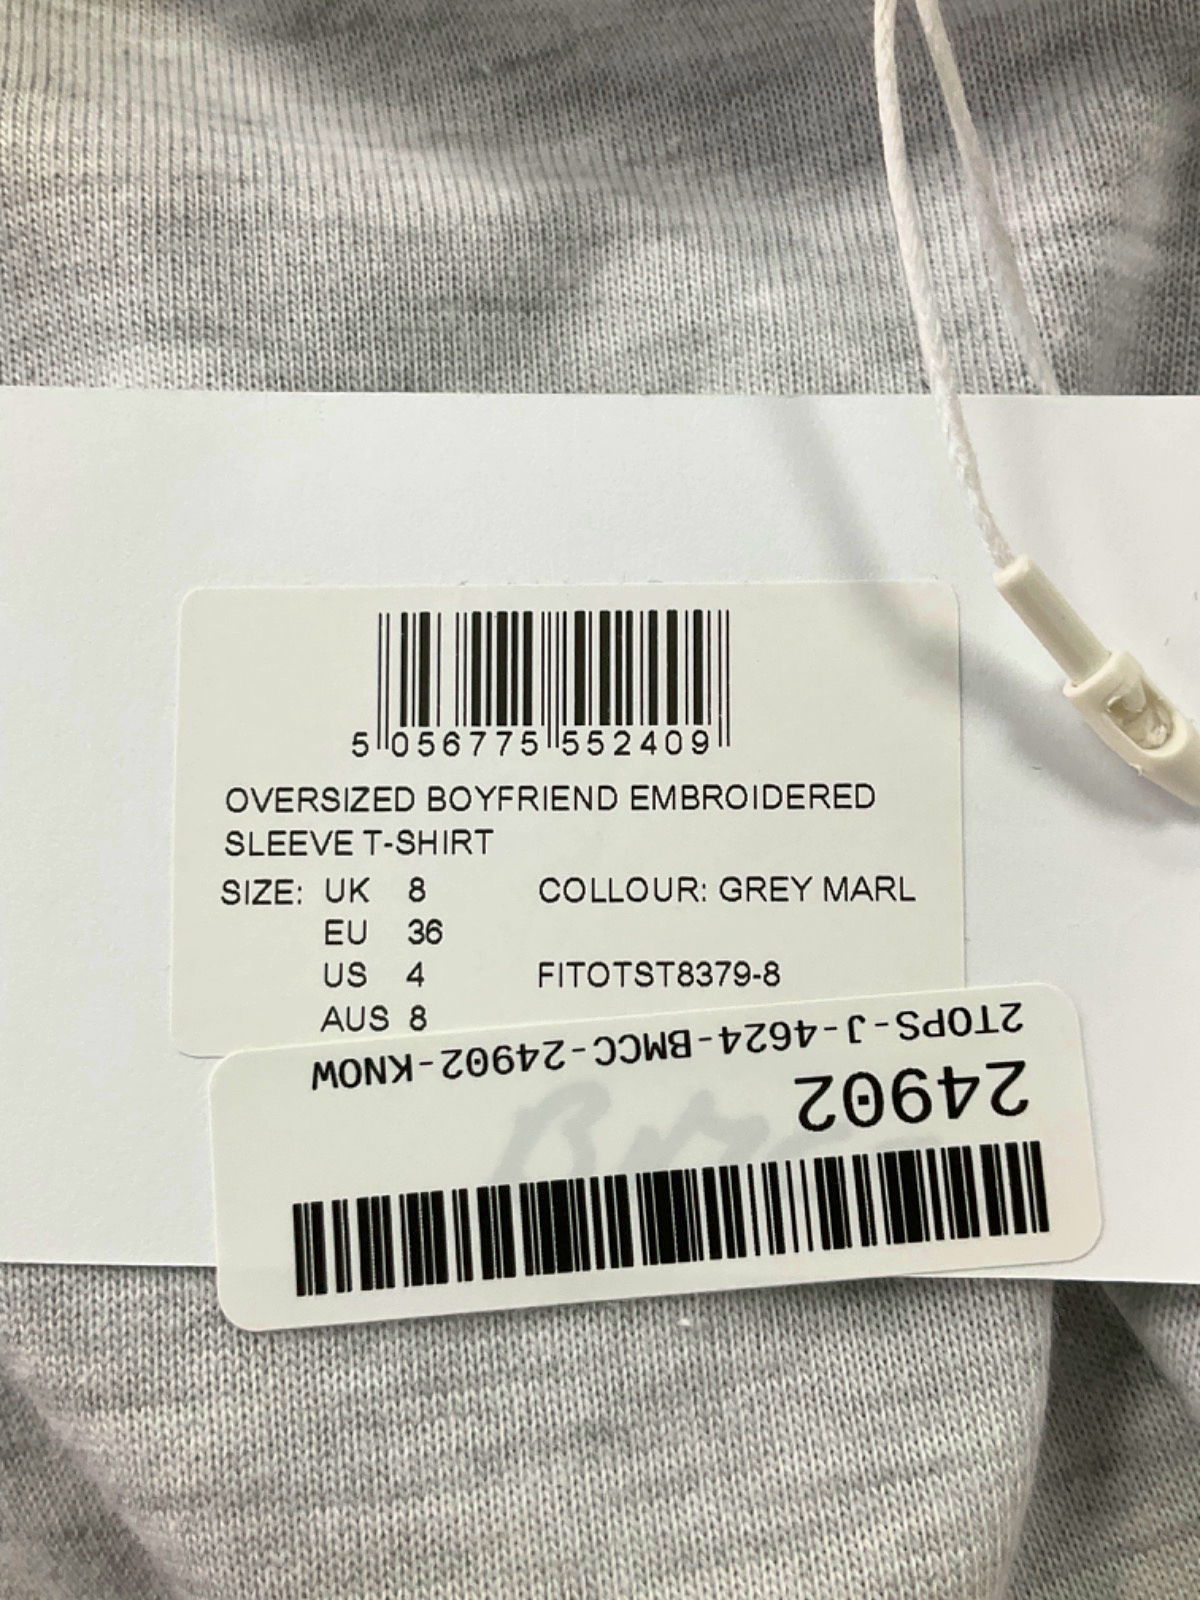 5 056775 552409
OVERSIZED BOYFRIEND EMBROIDERED
SLEEVE T-SHIRT
SIZE: UK 8 COLLOUR: GREY MARL
EU 36
US 4 FITOTST8379-8
AUS 8
2TOPS-J-4624-BMCC-24902-KNOW
24902